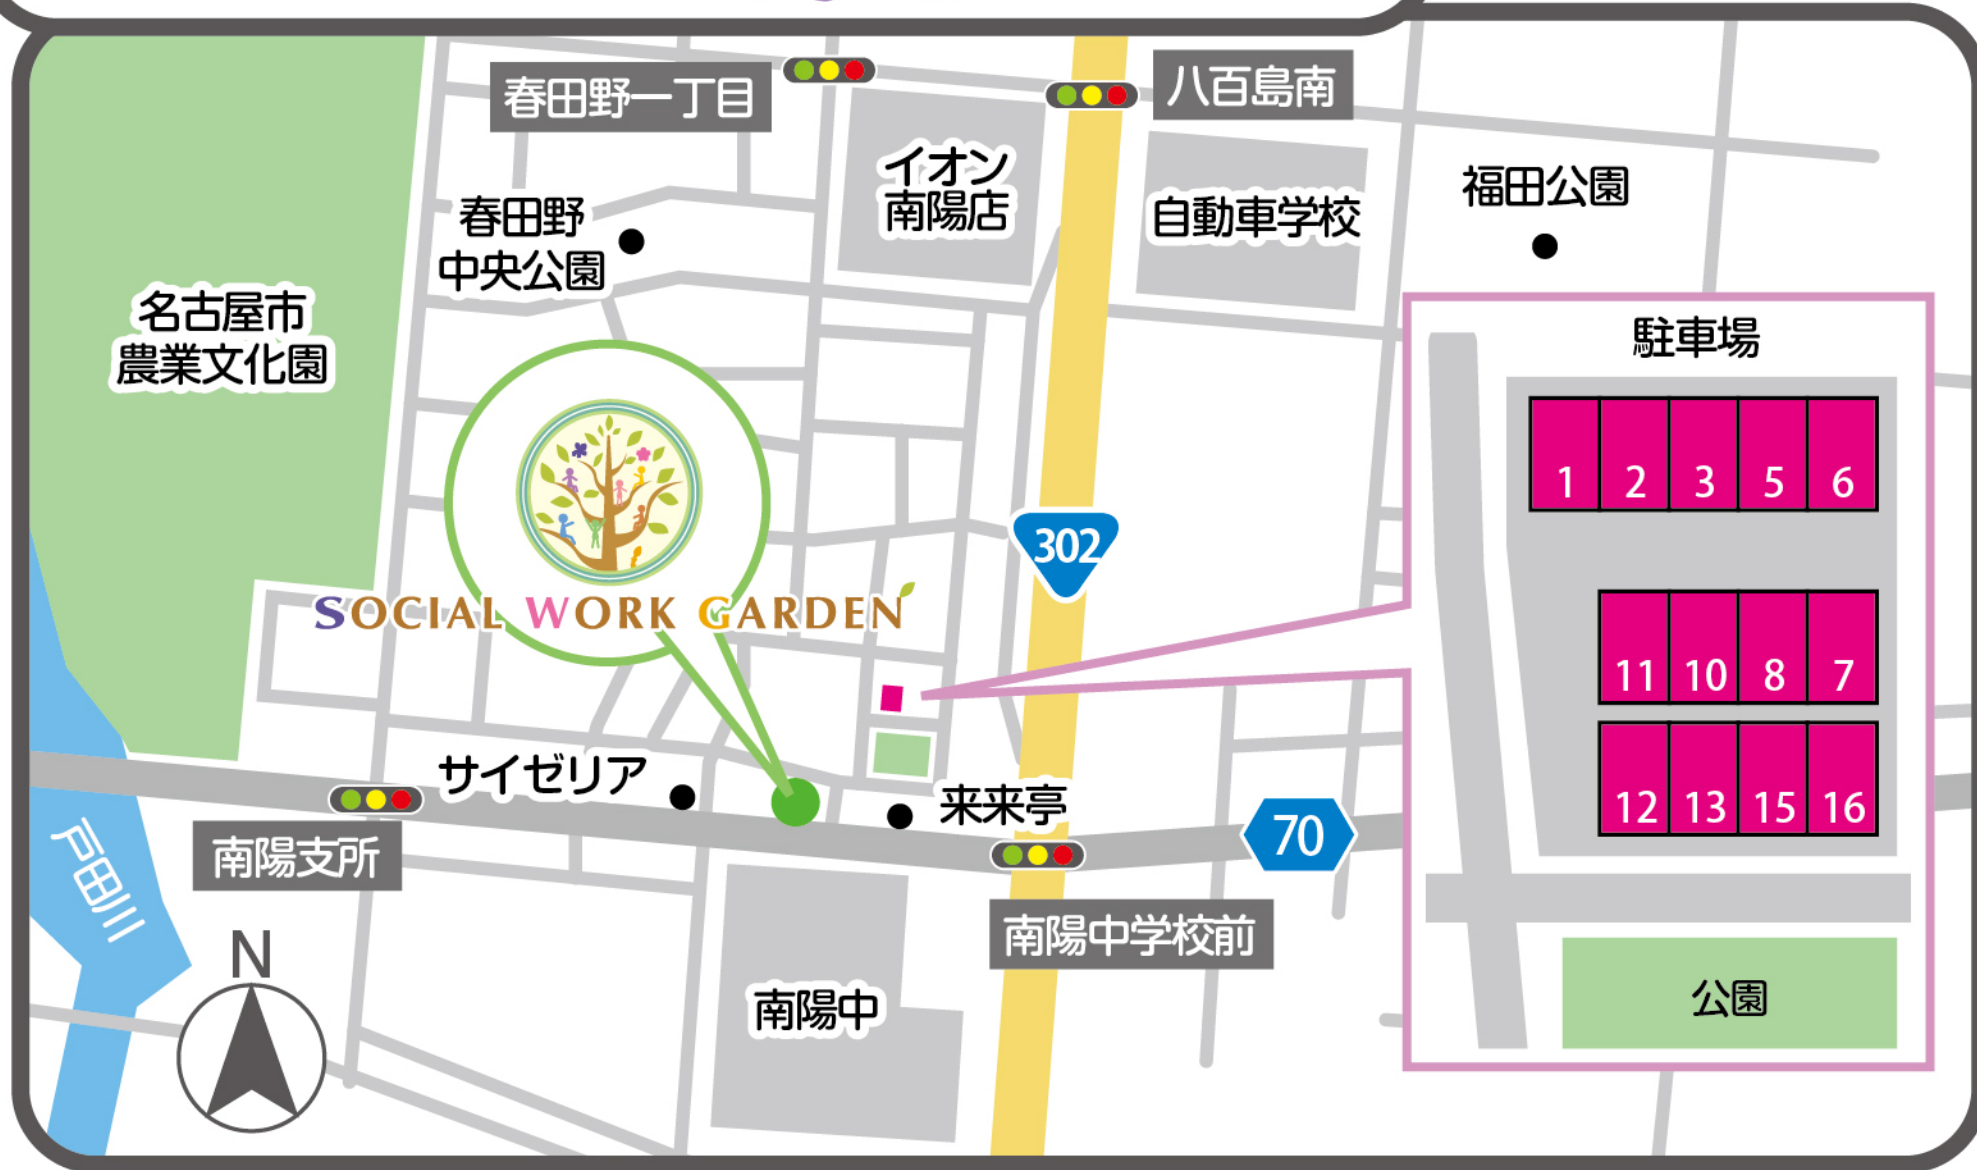 春田野一丁目
八百島南
イオン
南陽店
自動車学校
福田公園
春田野
中央公園
名古屋市
農業文化園
駐車場
1 2 3 5 6
302
SOCIAL WORK GARDEN
11 10 8 7
12 13 15 16
サイゼリア
来来亭
70
南陽支所
戸田川
南陽中学校前
N
南陽中
公園